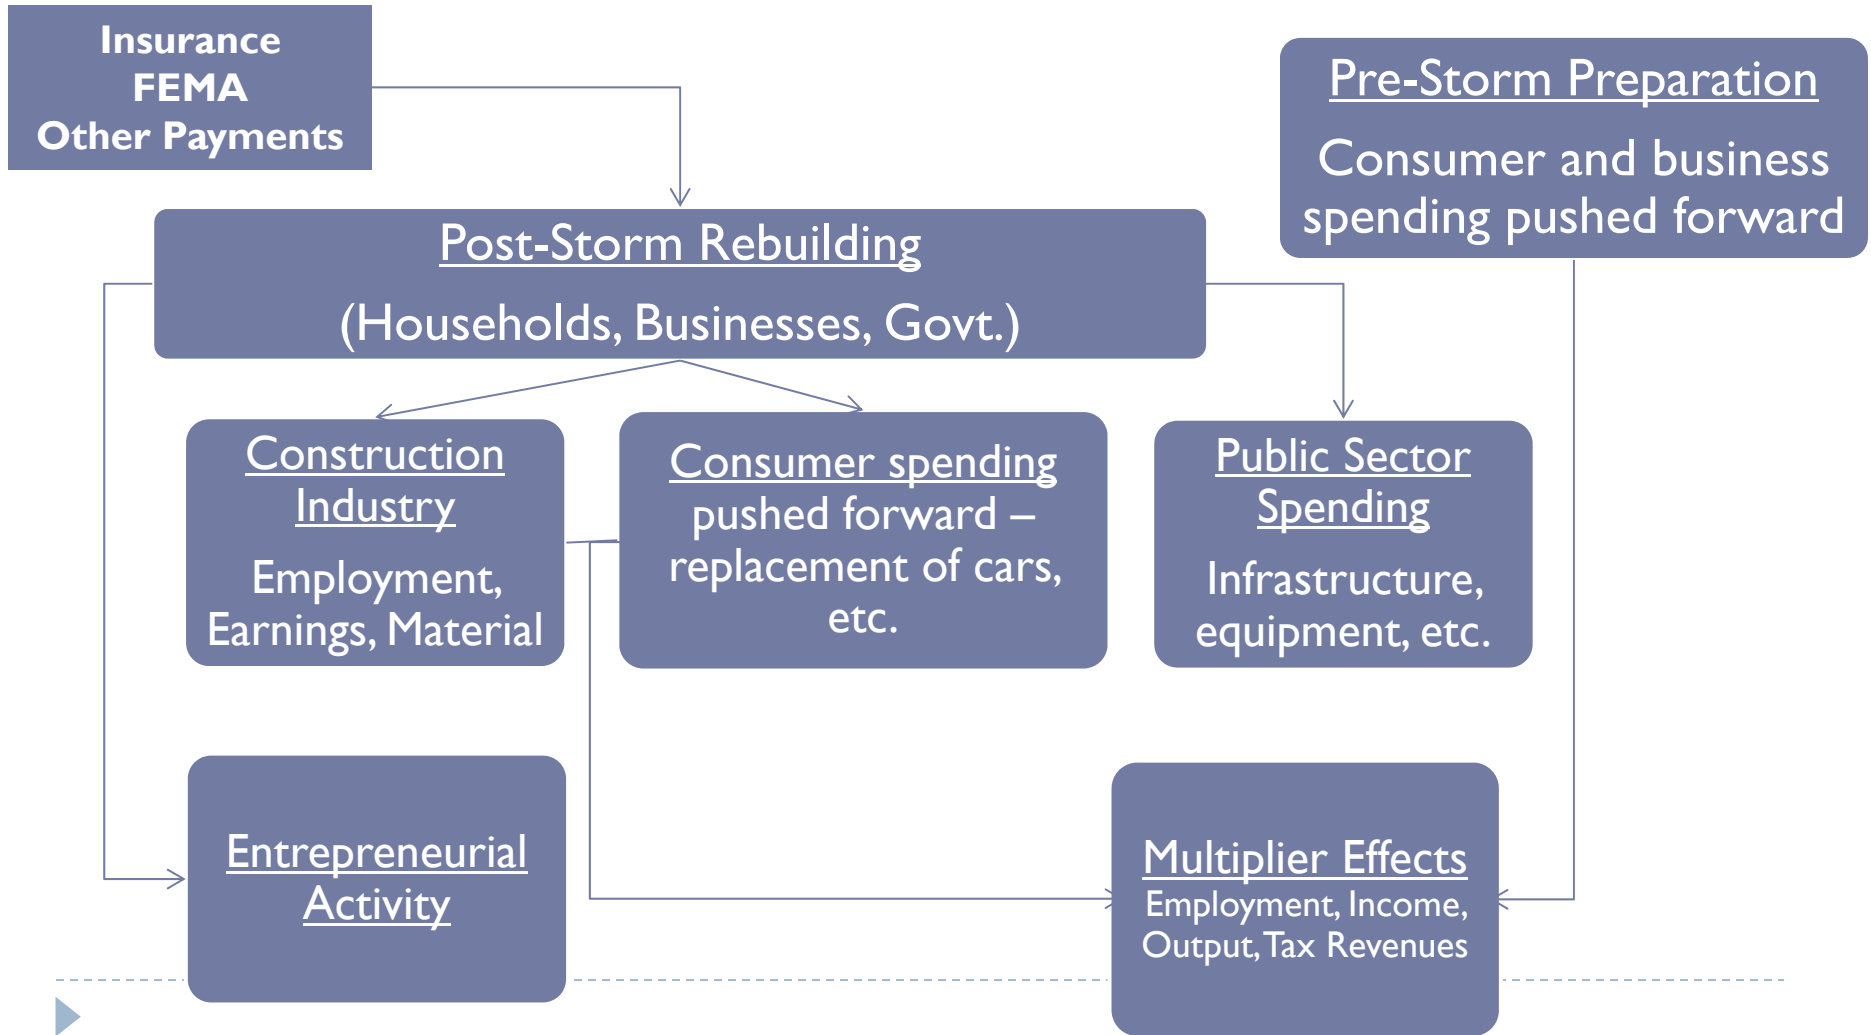 Insurance
FEMA
Other Payments
Pre-Storm Preparation
Consumer and business
spending pushed forward
Post-Storm Rebuilding
(Households, Businesses, Govt.)
Construction
Industry
Employment,
Earnings, Material
Consumer spending
pushed forward –
replacement of cars,
etc.
Public Sector
Spending
Infrastructure,
equipment, etc.
Entrepreneurial
Activity
Multiplier Effects
Employment, Income,
Output, Tax Revenues